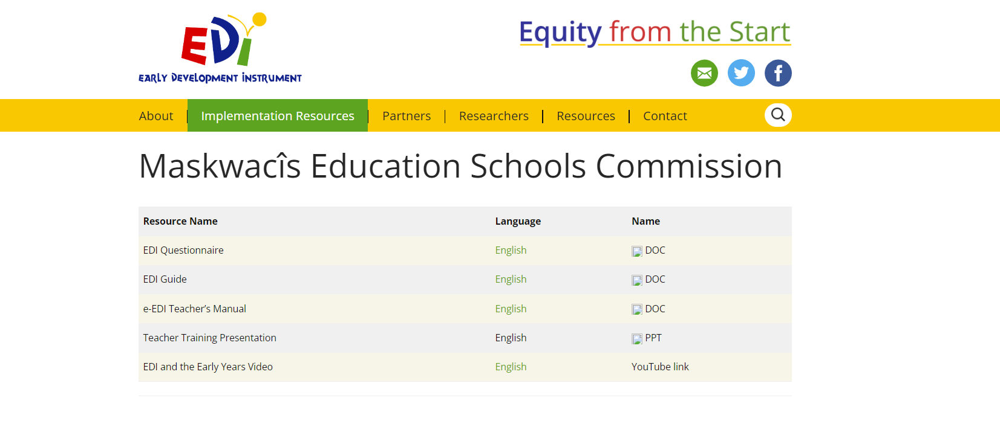 EDI
EARLY DEVELOPMENT INSTRUMENT
Equity from the Start
About
Implementation Resources
Partners
Researchers
Resources
Contact
Maskwacîs Education Schools Commission
Resource Name Language Name
EDI Questionnaire English DOC
EDI Guide English DOC
e-EDI Teacher’s Manual English DOC
Teacher Training Presentation English PPT
EDI and the Early Years Video English YouTube link